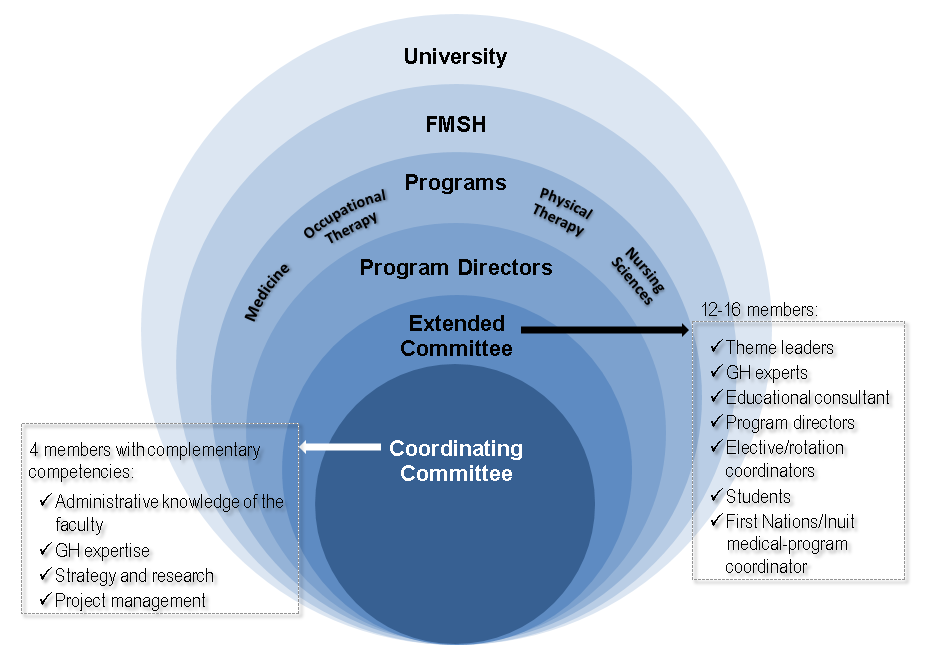 University
FMSH
Programs
Medicine
Occupational
Therapy
Physical
Therapy
Nursing
Sciences
Program Directors
Extended
Committee
12-16 members:
✓Theme leaders
✓GH experts
✓Educational consultant
✓Program directors
✓Elective/rotation
coordinators
✓Students
✓First Nations/Inuit
medical-program
coordinator
Coordinating
Committee
4 members with complementary
competencies:
✓Administrative knowledge of the
faculty
✓GH expertise
✓Strategy and research
✓Project management